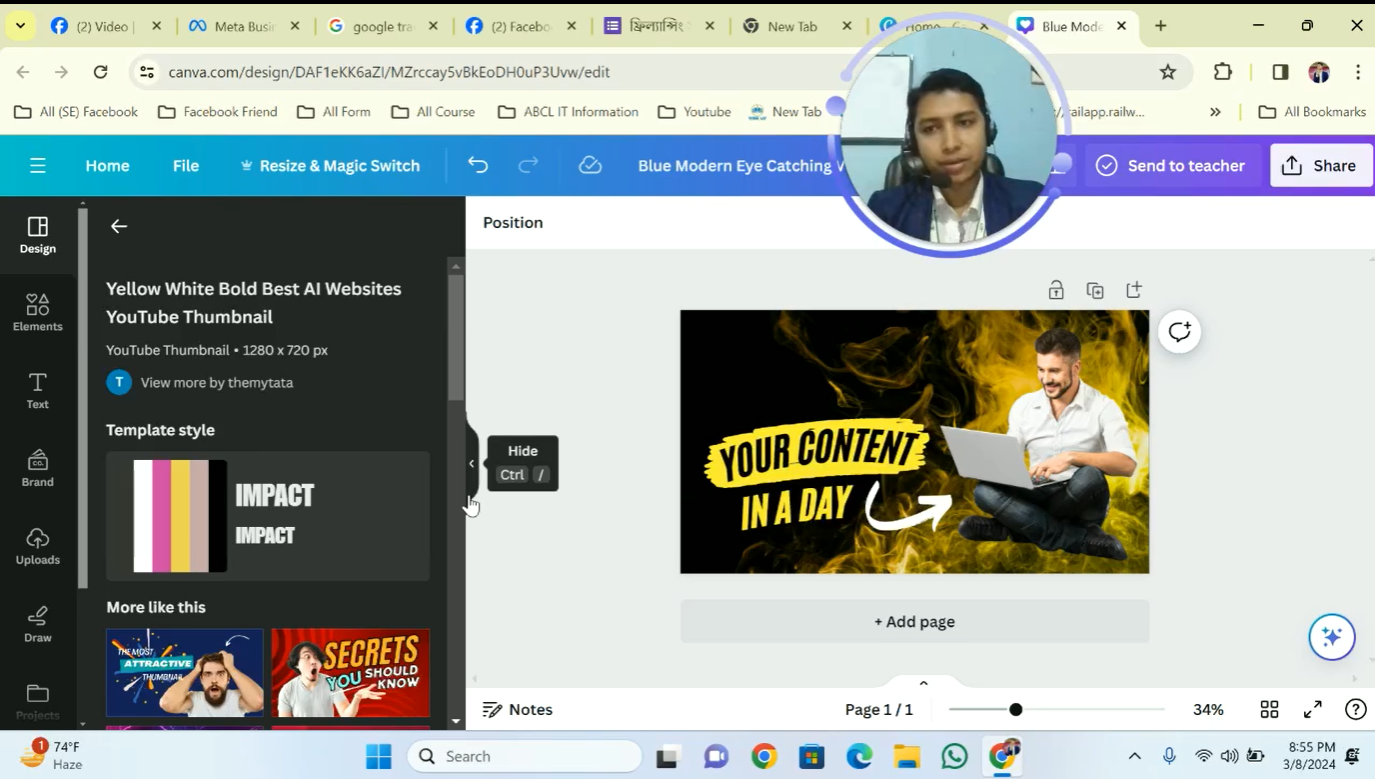 (2) Video |
Meta Busin
google tra
(2) Facebo
ফ্রিল্যান্সিং
New Tab
Home
Blue Mode
canva.com/design/DAF1eKK6aZI/MZrccay5vBkEoDH0uP3Uvw/edit
All (SE) Facebook
Facebook Friend
All Form
All Course
ABCL IT Information
Youtube
New Tab
railapp.railw...
»
All Bookmarks
Home
File
Resize & Magic Switch
Blue Modern Eye Catching
Send to teacher
Share
Design
Elements
Text
Brand
CO.
Uploads
Draw
Projects
Yellow White Bold Best AI Websites
YouTube Thumbnail
YouTube Thumbnail • 1280 x 720 px
T
View more by themytata
Template style
IMPACT
IMPACT
More like this
THE MOST
ATTRACTIVE
THUMBNAIL
SECRETS
YOU SHOULD
KNOW
Hide
Ctrl /
Position
YOUR CONTENT
IN A DAY
+ Add page
Notes
Page 1 / 1
34%
1
74°F
Haze
Search
8:55 PM
3/8/2024